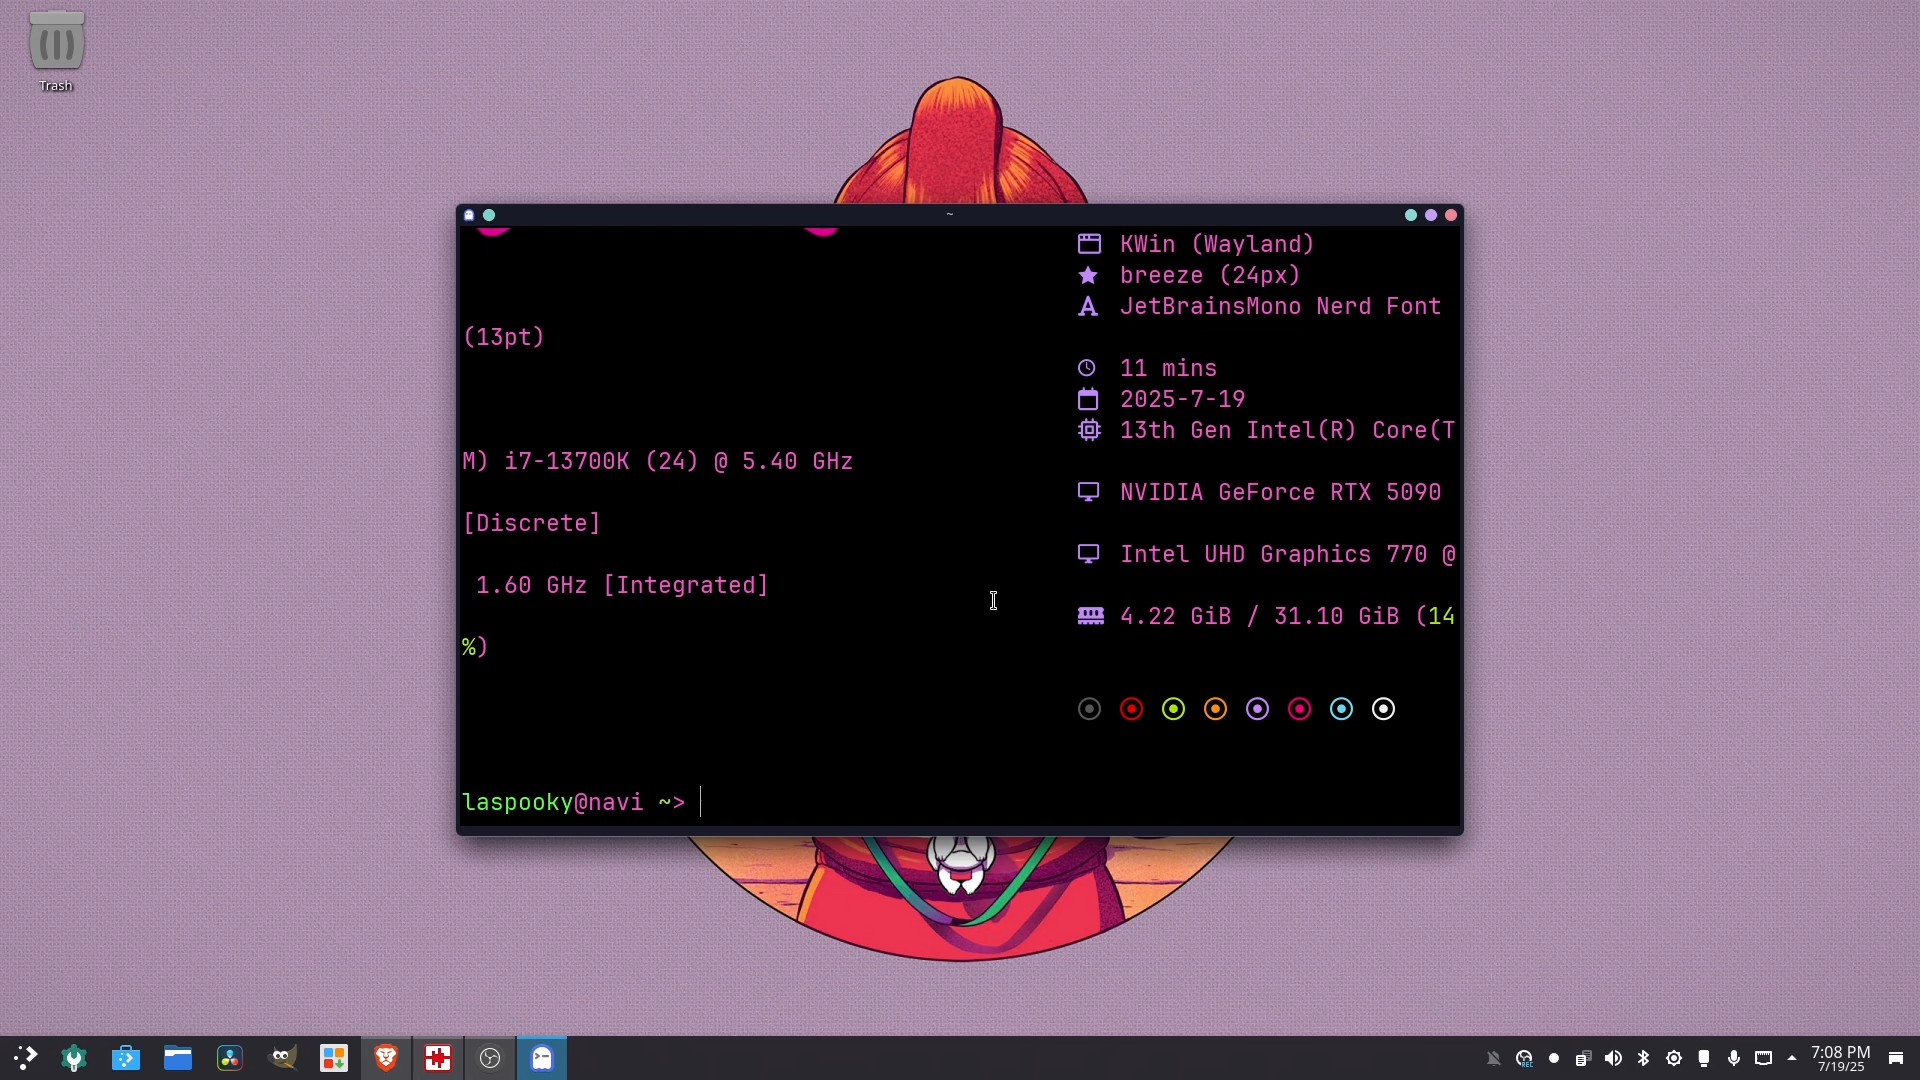 Trash
~
KWin (Wayland)
breeze (24px)
JetBrainsMono Nerd Font
(13pt)
11 mins
2025-7-19
13th Gen Intel(R) Core(T
M) i7-13700K (24) @ 5.40 GHz
NVIDIA GeForce RTX 5090
[Discrete]
Intel UHD Graphics 770 @
1.60 GHz [Integrated]
4.22 GiB / 31.10 GiB (14
%)
laspooky@navi ~>
REC
7:08 PM
7/19/25